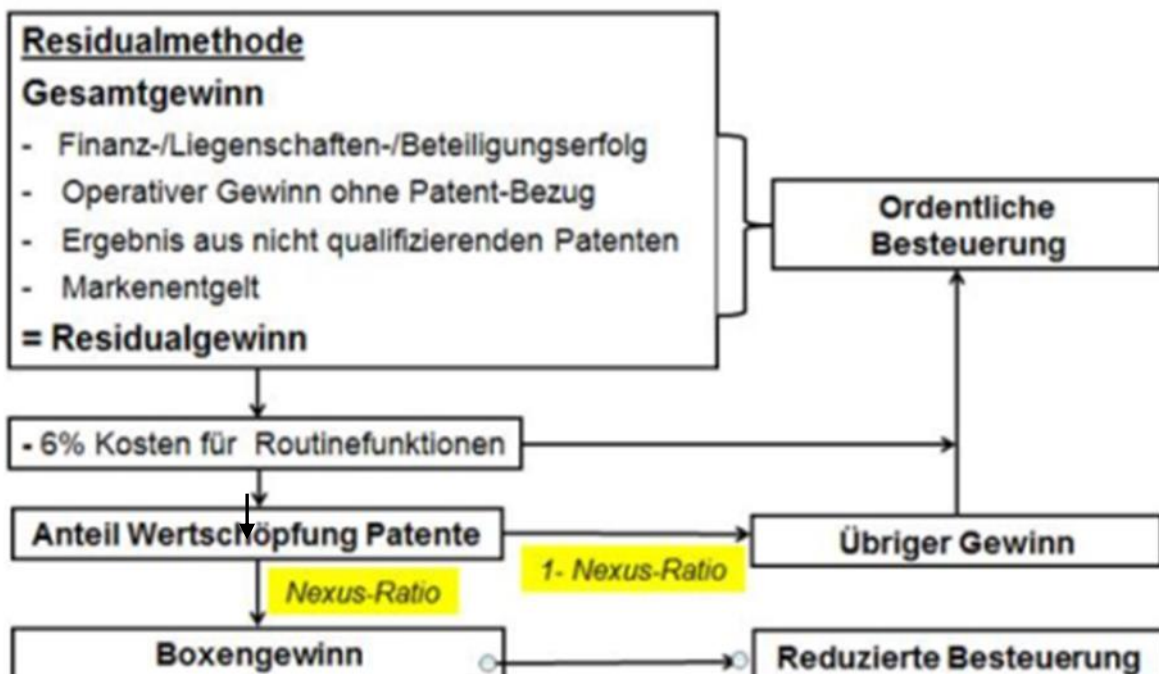 Residualmethode
Gesamtgewinn
- Finanz-/Liegenschaften-/Beteiligungserfolg
- Operativer Gewinn ohne Patent-Bezug
- Ergebnis aus nicht qualifizierenden Patenten
- Markenentgelt
= Residualgewinn
Ordentliche
Besteuerung
- 6% Kosten für Routinefunktionen
Anteil Wertschöpfung Patente
1- Nexus-Ratio
Übriger Gewinn
Nexus-Ratio
Boxengewinn
Reduzierte Besteuerung